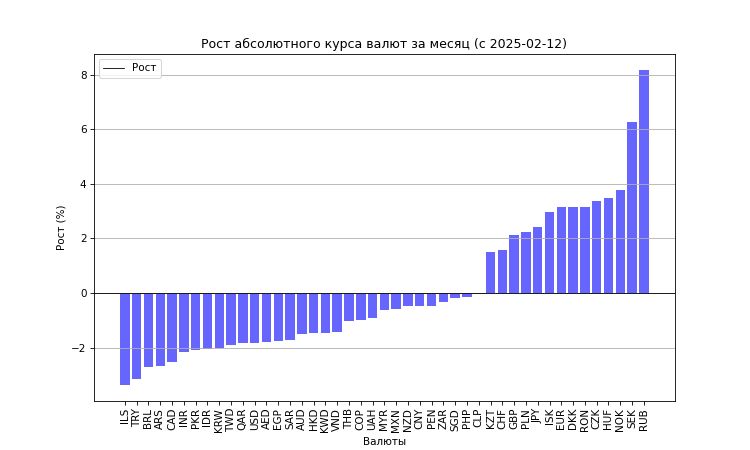 Рост абсолютного курса валют за месяц (с 2025-02-12)
Рост
8
6
4
2
0
−2
Рост (%)
ILS TRY BRL ARS CAD INR PKR IDR KRW TWD QAR USD AED EGP SAR AUD HKD KWD VND THB COP UAH MYR MXN NZD CNY PEN ZAR SGD PHP CLP KZT CHF GBP PLN JPY ISK EUR DKK RON CZK HUF NOK SEK RUB
Валюты